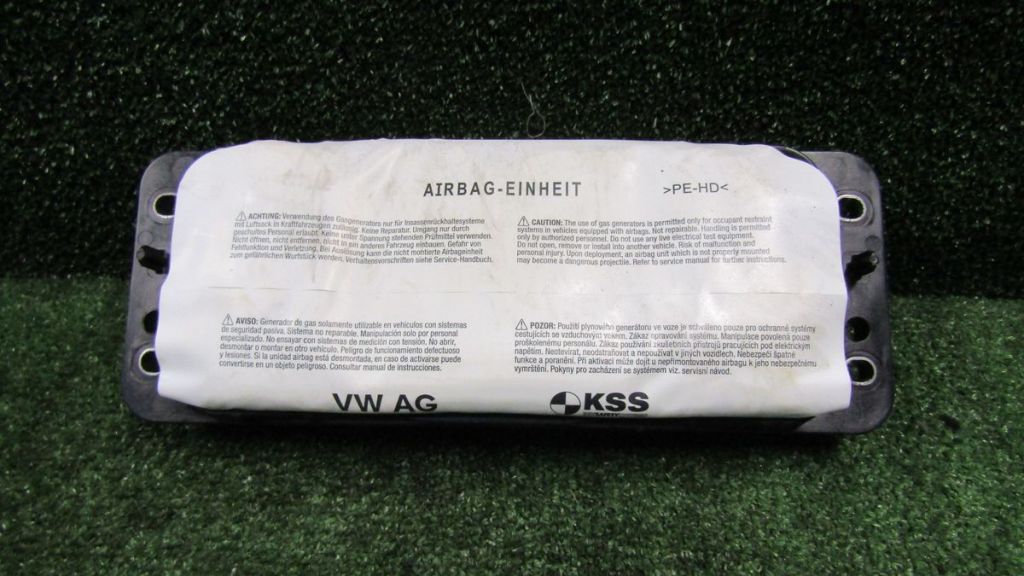 AIRBAG-EINHEIT
>PE-HD<
ACHTUNG: Verwendung des Gasgenerators nur für Insassenrückhaltesysteme
mit Luftsack in Kraftfahrzeugen zulässig. Keine Reparatur. Umgang nur durch
geschultes Personal erlaubt. Keine unter Spannung stehenden Prüfmittel verwenden.
Nicht öffnen, nicht entfernen, nicht in ein anderes Fahrzeug einbauen. Gefahr von
Fehlfunktion und Verletzung. Bei Auslösung kann die nicht montierte Airbageinheit
zum gefährlichen Wurfstück werden. Verhaltensvorschriften siehe Service-Handbuch.
CAUTION: The use of gas generators is permitted only for occupant restraint
systems in vehicles equipped with airbags. Not repairable. Handling is permitted
only by authorized personnel. Do not use any live electrical test equipment.
Do not open, remove or install into another vehicle. Risk of malfunction and
personal injury. Upon deployment, an airbag unit which is not properly mounted
may become a dangerous projectile. Refer to service manual for further instructions.
AVISO: Generador de gas solamente utilizable en vehículos con sistemas
de seguridad pasiva. Sistema no reparable. Manipulación solo por personal
especializado. No ensayar con sistemas de medición con tensión. No abrir,
desmontar o montar en otro vehículo. Peligro de funcionamiento defectuoso
y lesiones. Si la unidad airbag está desmontada, en caso de activarse puede
convertirse en un objeto peligroso. Consultar manual de instrucciones.
POZOR: Použití plynového generátoru ve voze je schváleno pouze pro ochranné systémy
cestujících se vzduchovým vakem. Zákaz opravování systému. Manipulace povolena pouze
proškolenému personálu. Zákaz používání zkušebních přístrojů pracujících pod elektrickým
napětím. Neotevírat, neodstraňovat a nepoužívat v jiných vozidlech. Nebezpečí špatné
funkce a poranění. Při aktivaci může dojít u nepřimontovaného airbagu k jeho nebezpečnému
vymrštění. Pokyny pro zacházení se systémem viz. servisní návod.
VW AG
KSS
SAFETY